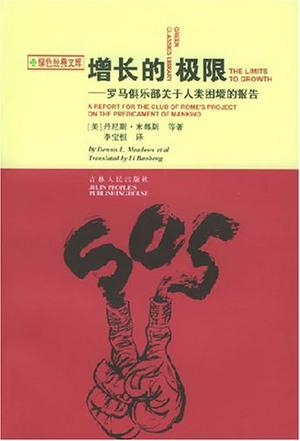 绿色经典文库
GREEN
CLASSICS
LIBRARY
增长的极限
THE LIMITS
TO GROWTH
——罗马俱乐部关于人类困境的报告
A REPORT FOR THE CLUB OF ROME'S PROJECT
ON THE PREDICAMENT OF MANKIND
[美]丹尼斯·米都斯 等著
李宝恒 译
by Dennis L. Meadows et al
Translated by Li Baoheng
吉林人民出版社
JILIN PEOPLE'S
PUBLISHING HOUSE
SOS